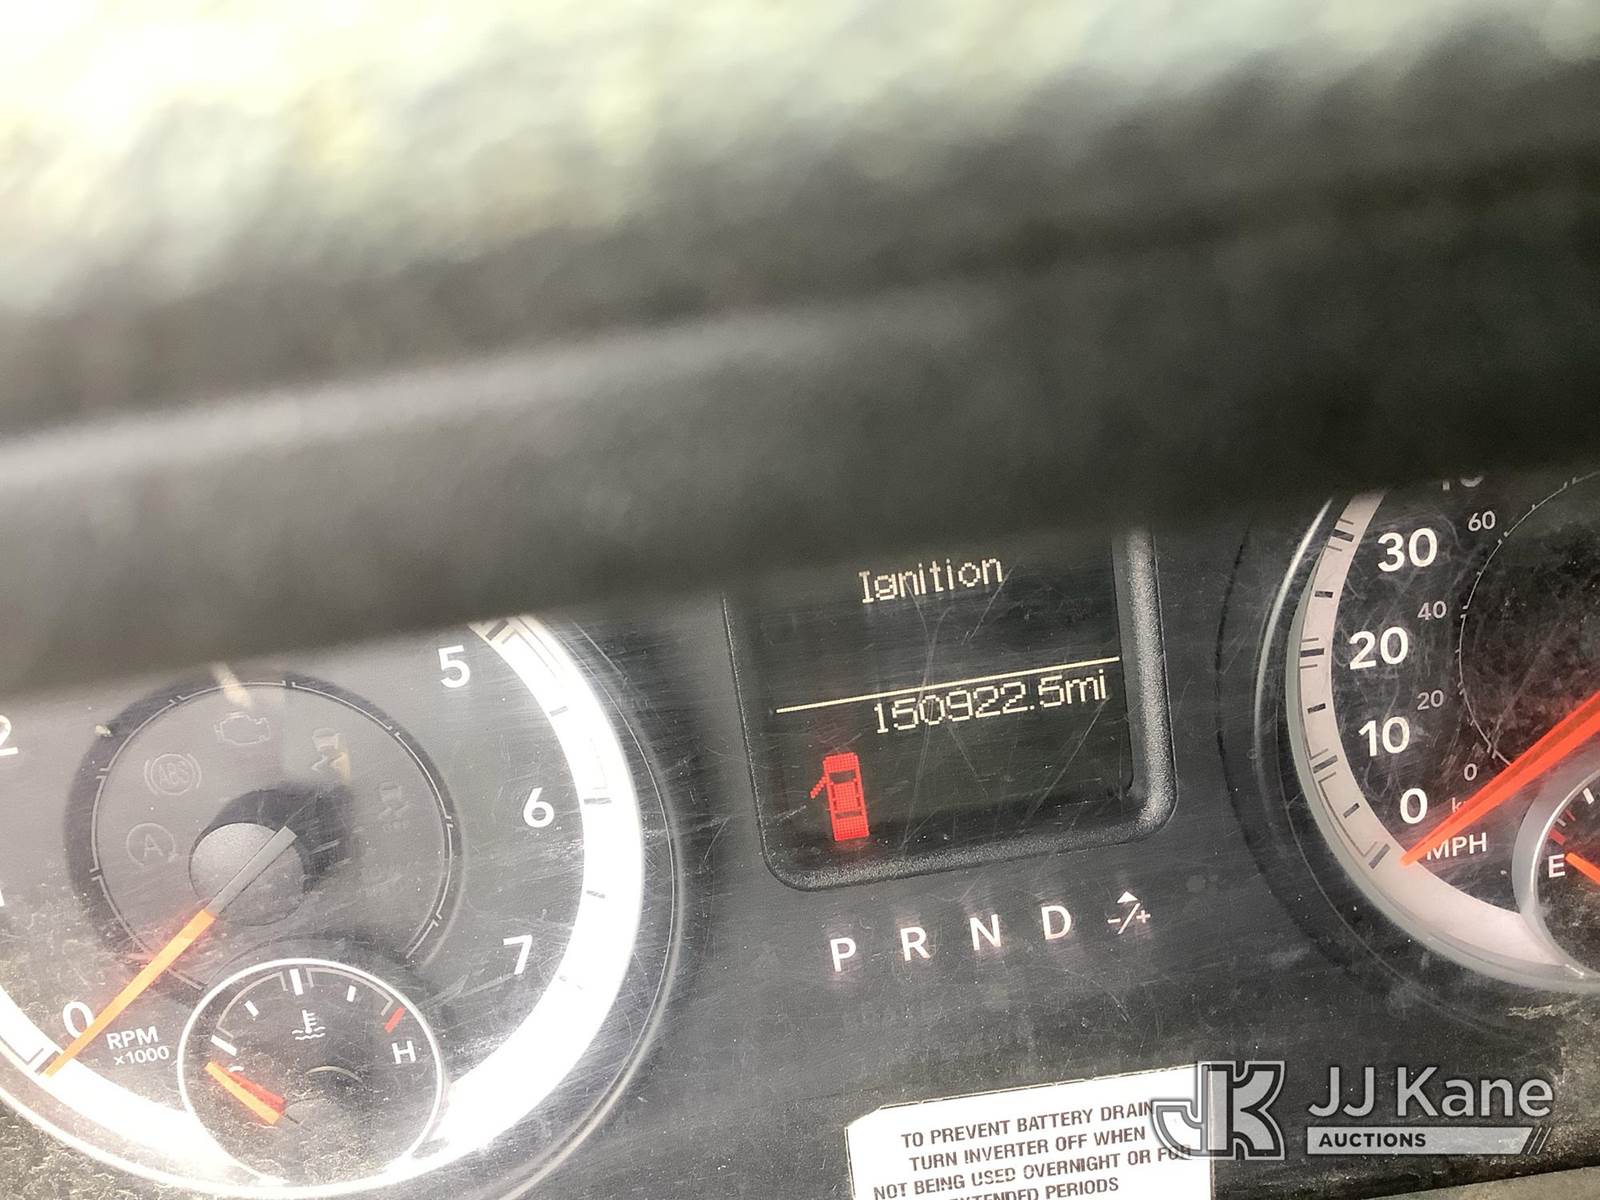 Ignition
150922.5mi
P R N D -/+
2
5
6
7
0
RPM
x1000
H
ABS
A
30
20
10
0
MPH
60
40
20
0
E
TO PREVENT BATTERY DRAIN
TURN INVERTER OFF WHEN
NOT BEING USED OVERNIGHT OR FOR
EXTENDED PERIODS
JK JJ Kane
AUCTIONS